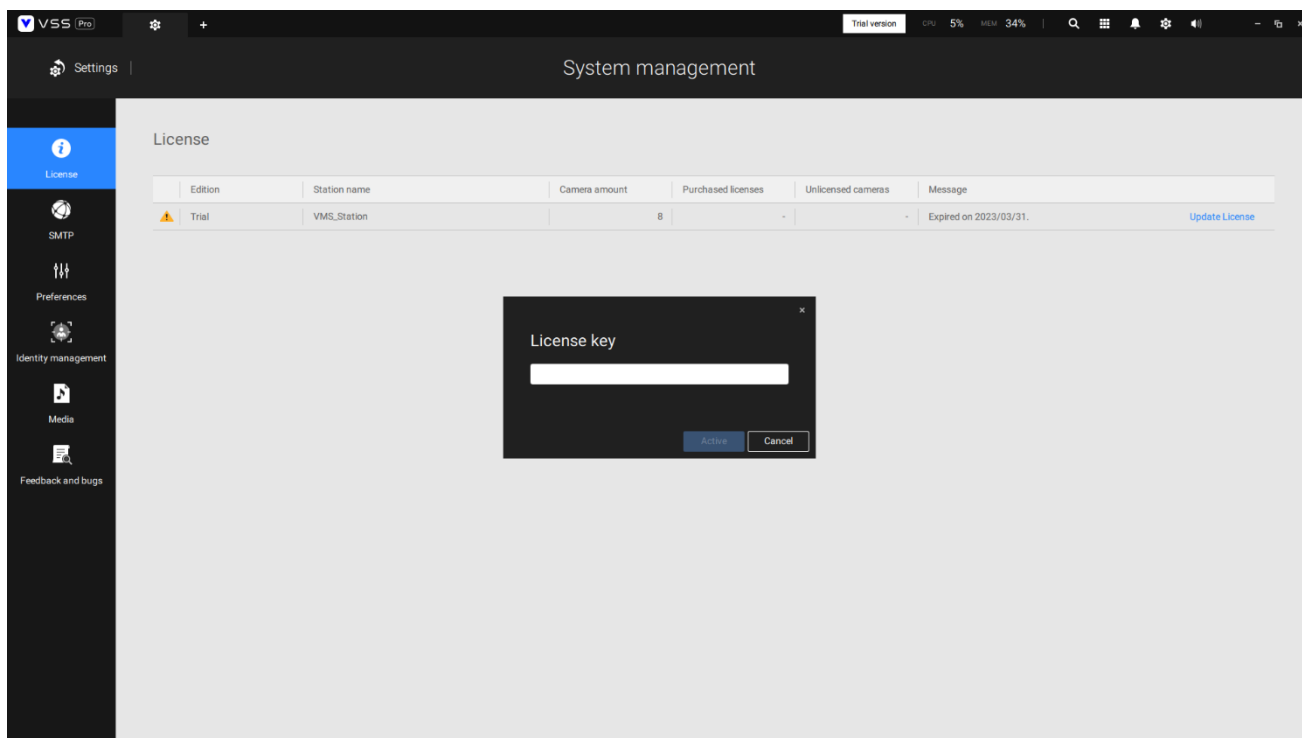 VSS Pro
+
Trial version
CPU 5% MEM 34%
Settings
System management
License
SMTP
Preferences
Identity management
Media
Feedback and bugs
License
Edition Station name Camera amount Purchased licenses Unlicensed cameras Message
Trial VMS_Station 8 - - Expired on 2023/03/31. Update License
License key
Active Cancel